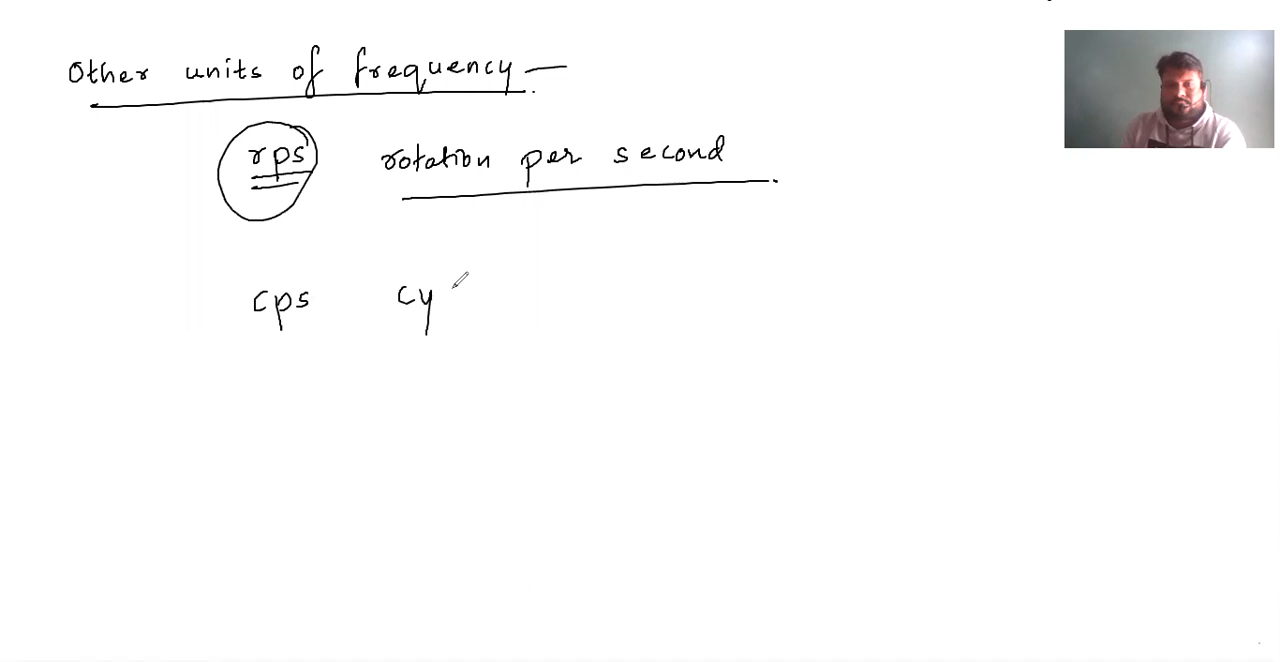 Other units of frequency —
rps rotation per second
cps cy